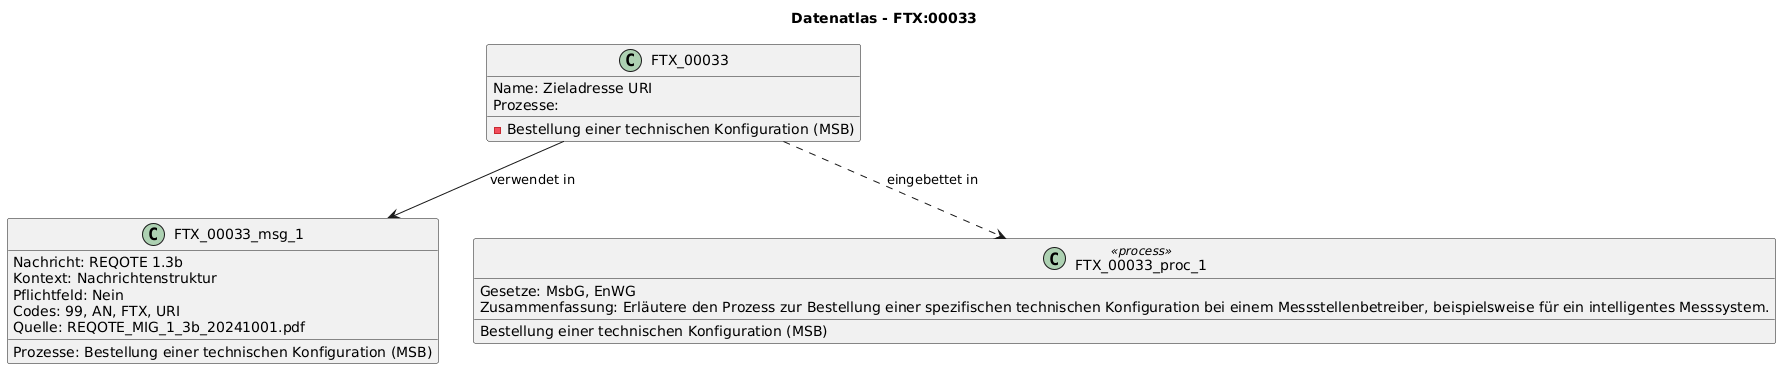 Datenatlas - FTX:00033
C FTX_00033
Name: Zieladresse URI
Prozesse:
Bestellung einer technischen Konfiguration (MSB)
verwendet in
eingebettet in
C FTX_00033_msg_1
Nachricht: REQOTE 1.3b
Kontext: Nachrichtenstruktur
Pflichtfeld: Nein
Codes: 99, AN, FTX, URI
Quelle: REQOTE_MIG_1_3b_20241001.pdf
Prozesse: Bestellung einer technischen Konfiguration (MSB)
«process»
C FTX_00033_proc_1
Gesetze: MsbG, EnWG
Zusammenfassung: Erläutere den Prozess zur Bestellung einer spezifischen technischen Konfiguration bei einem Messstellenbetreiber, beispielsweise für ein intelligentes Messsystem.
Bestellung einer technischen Konfiguration (MSB)